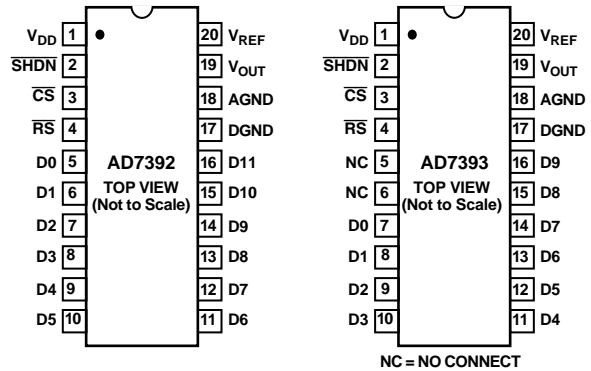 VDD 1 20 VREF
SHDN 2 19 VOUT
CS 3 18 AGND
RS 4 17 DGND
D0 5 AD7392 16 D11
D1 6 TOP VIEW 15 D10
(Not to Scale)
D2 7 14 D9
D3 8 13 D8
D4 9 12 D7
D5 10 11 D6
VDD 1 20 VREF
SHDN 2 19 VOUT
CS 3 18 AGND
RS 4 17 DGND
NC 5 AD7393 16 D9
NC 6 TOP VIEW 15 D8
(Not to Scale)
D0 7 14 D7
D1 8 13 D6
D2 9 12 D5
D3 10 11 D4
NC = NO CONNECT